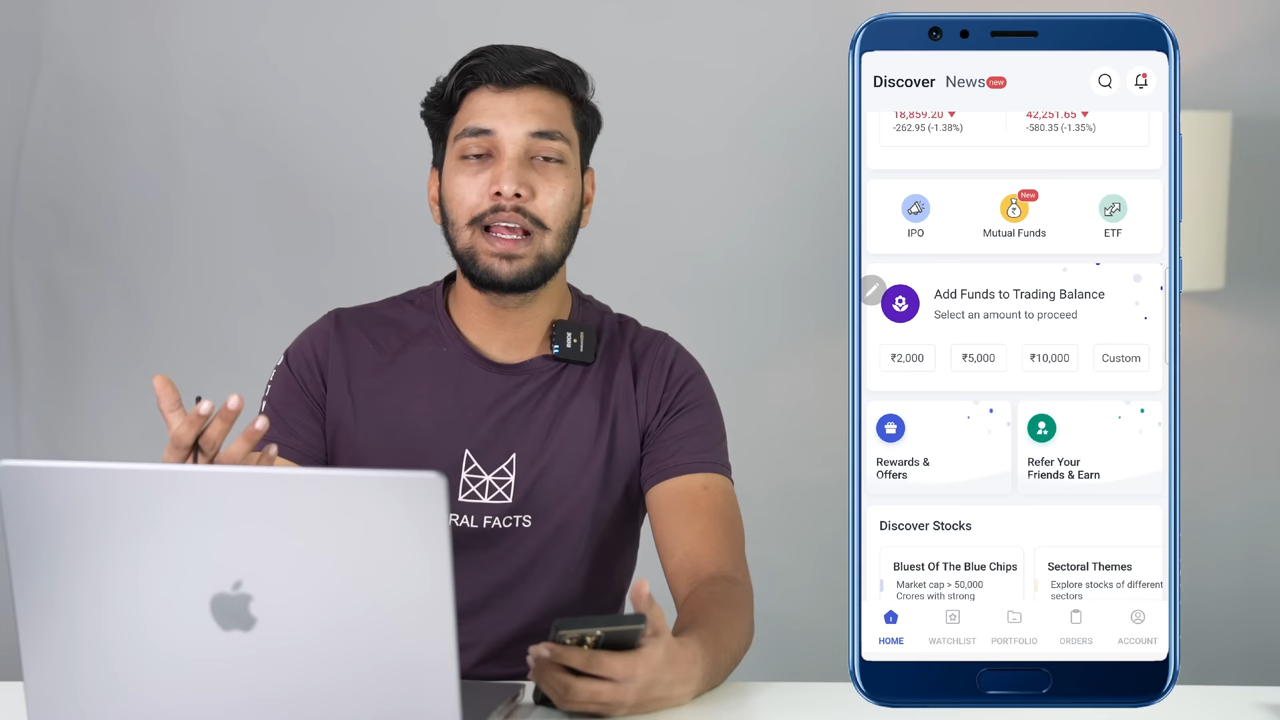 Discover News new
18,859.20 ▼ 42,251.65 ▼
-262.95 (-1.38%) -580.35 (-1.35%)
New
IPO Mutual Funds ETF
Add Funds to Trading Balance
Select an amount to proceed
₹2,000 ₹5,000 ₹10,000 Custom
Rewards & Offers
Refer Your Friends & Earn
Discover Stocks
Bluest Of The Blue Chips
Market cap > 50,000
Crores with strong
Sectoral Themes
Explore stocks of different
sectors
HOME WATCHLIST PORTFOLIO ORDERS ACCOUNT
RODE
RAL FACTS